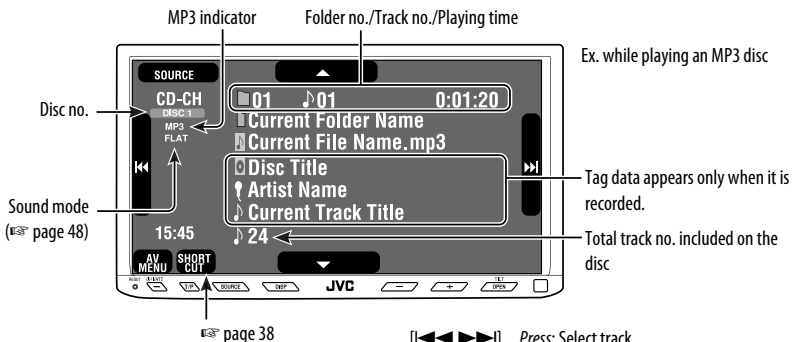 MP3 indicator
Folder no./Track no./Playing time
Ex. while playing an MP3 disc
Disc no.
Sound mode
(☞ page 48)
SOURCE
CD-CH
DISC 1
MP3
FLAT
15:45
AV MENU
SHORT CUT
01 ♪01 0:01:20
Current Folder Name
Current File Name.mp3
Disc Title
Artist Name
Current Track Title
♪ 24
Tag data appears only when it is
recorded.
Total track no. included on the
disc
RESET
T/P
SOURCE
DISP
JVC
−
+
TILT
OPEN
☞ page 38
[|◀◀ ▶▶|] Press: Select track